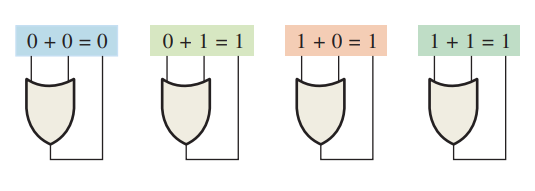 0 + 0 = 0
0 + 1 = 1
1 + 0 = 1
1 + 1 = 1